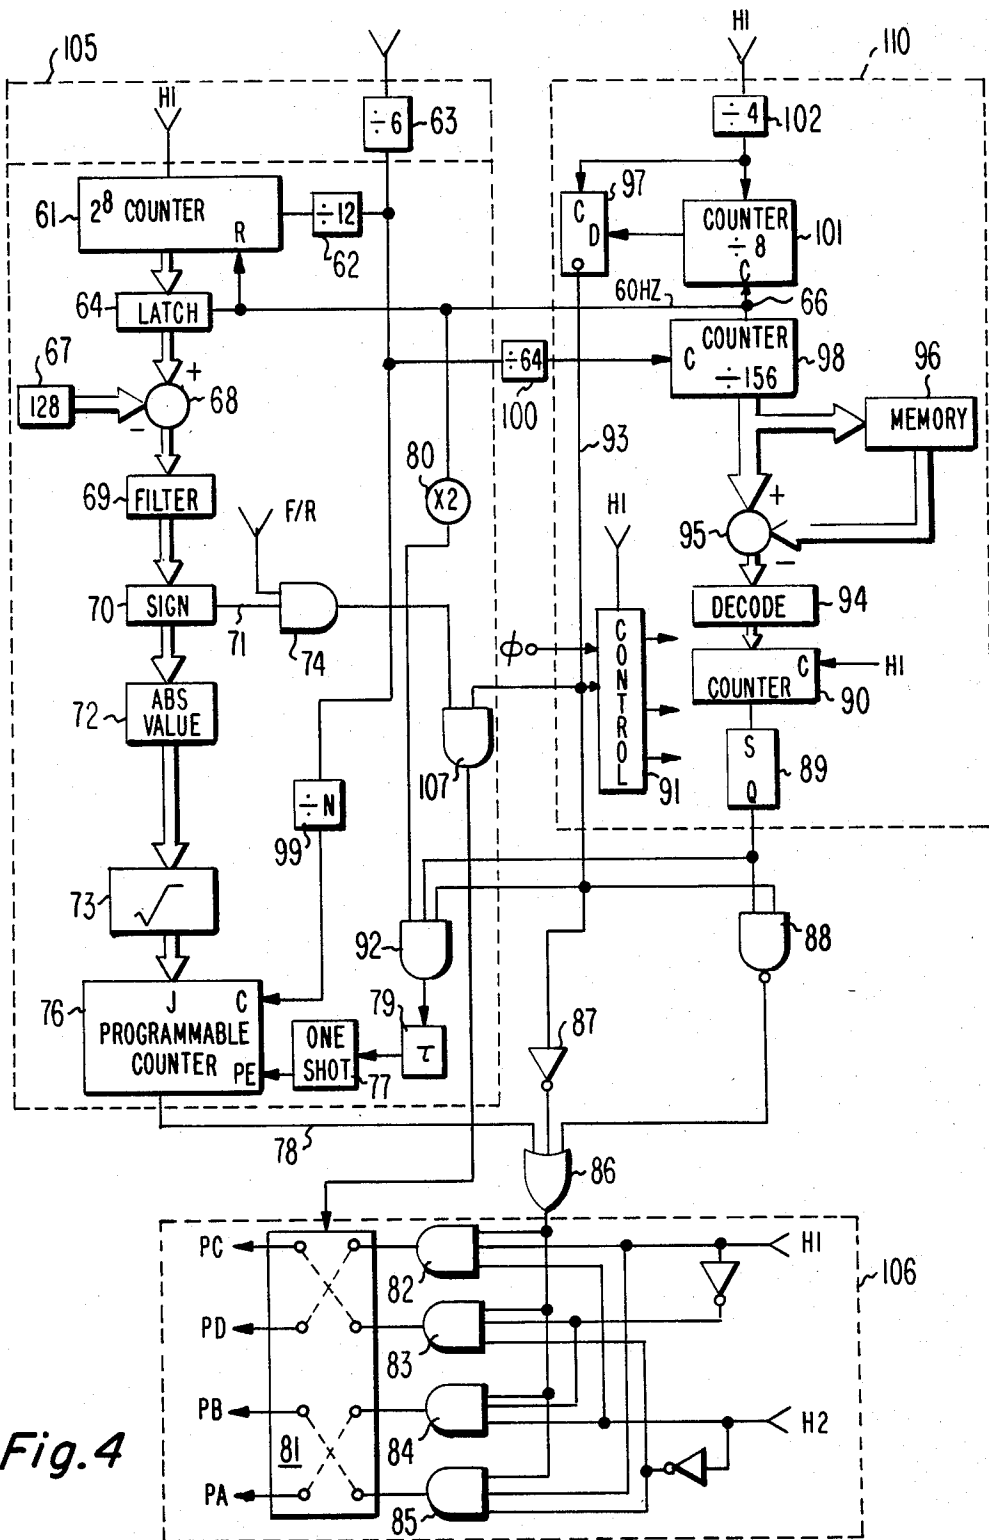 105
HI
110
HI
÷6
63
÷4
102
97
61
2⁸ COUNTER
R
÷12
62
C
D
COUNTER
÷8
C
101
64
LATCH
60HZ
66
67
128
+
−
68
÷64
100
C
COUNTER
÷156
98
96
MEMORY
93
80
X2
69
FILTER
F/R
HI
+
95
−
70
SIGN
71
74
DECODE
94
φ
CONTROL
91
C
COUNTER
HI
90
72
ABS
VALUE
107
S
Q
89
÷N
99
73
√
92
88
76
J
C
PROGRAMMABLE
COUNTER
PE
ONE
SHOT
77
79
τ
87
78
86
PC
82
H1
106
PD
83
PB
84
H2
81
PA
85
Fig.4